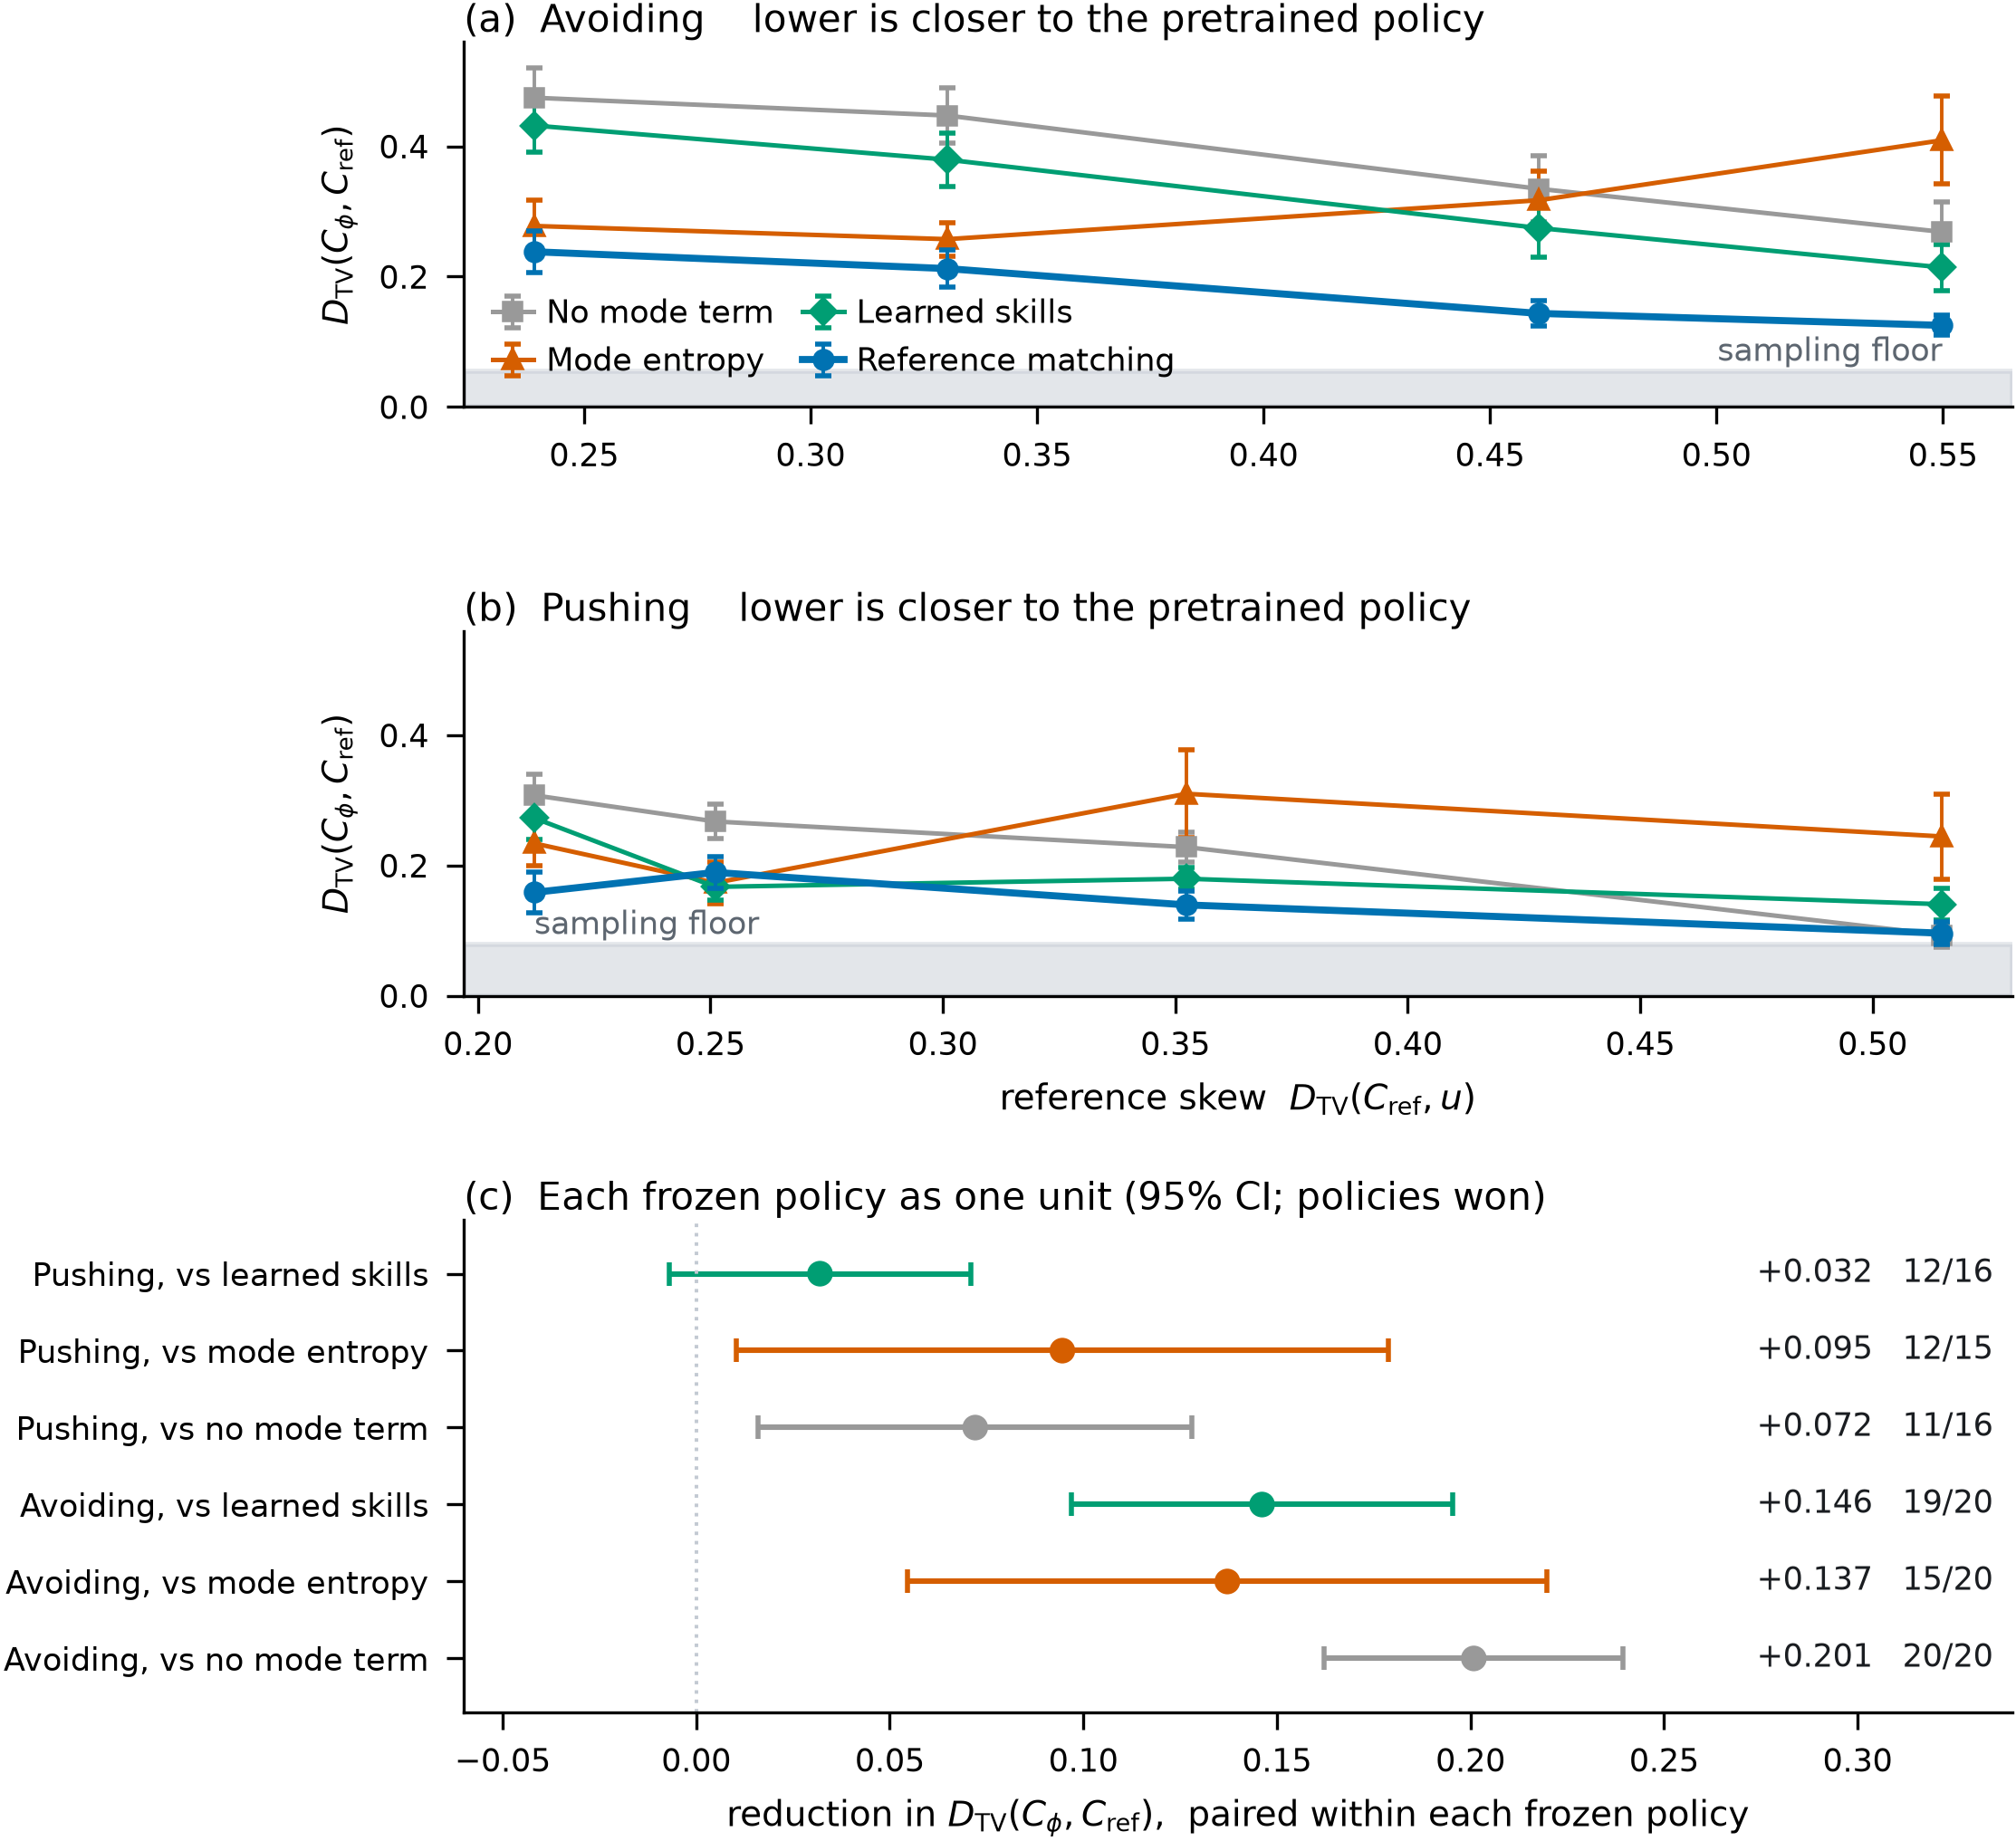 (a) Avoiding lower is closer to the pretrained policy
D_TV(C_ϕ, C_ref)
0.4
0.2
0.0
No mode term
Learned skills
Mode entropy
Reference matching
sampling floor
0.25 0.30 0.35 0.40 0.45 0.50 0.55
(b) Pushing lower is closer to the pretrained policy
D_TV(C_ϕ, C_ref)
0.4
0.2
0.0
sampling floor
0.20 0.25 0.30 0.35 0.40 0.45 0.50
reference skew D_TV(C_ref, u)
(c) Each frozen policy as one unit (95% CI; policies won)
Pushing, vs learned skills +0.032 12/16
Pushing, vs mode entropy +0.095 12/15
Pushing, vs no mode term +0.072 11/16
Avoiding, vs learned skills +0.146 19/20
Avoiding, vs mode entropy +0.137 15/20
Avoiding, vs no mode term +0.201 20/20
−0.05 0.00 0.05 0.10 0.15 0.20 0.25 0.30
reduction in D_TV(C_ϕ, C_ref), paired within each frozen policy